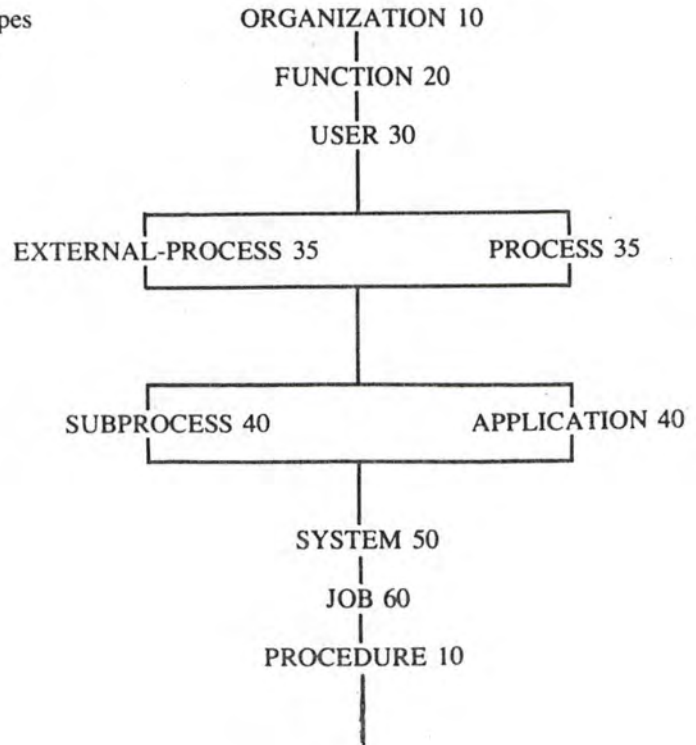 pes
ORGANIZATION 10
FUNCTION 20
USER 30
EXTERNAL-PROCESS 35
PROCESS 35
SUBPROCESS 40
APPLICATION 40
SYSTEM 50
JOB 60
PROCEDURE 10